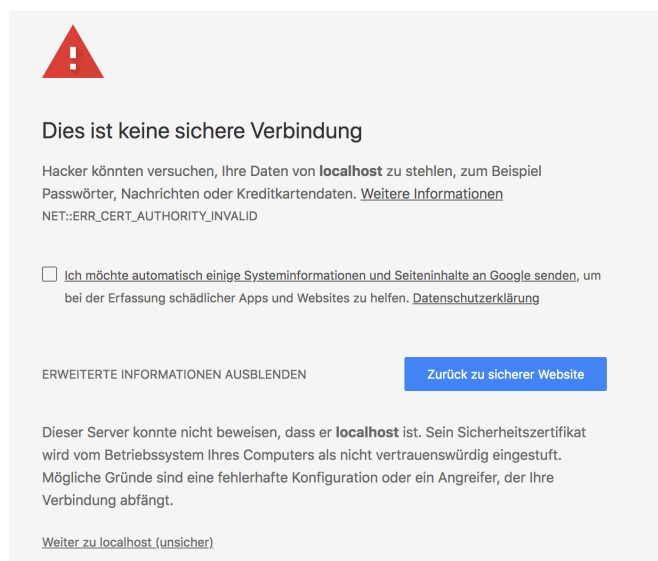 Dies ist keine sichere Verbindung
Hacker könnten versuchen, Ihre Daten von localhost zu stehlen, zum Beispiel
Passwörter, Nachrichten oder Kreditkartendaten. Weitere Informationen
NET::ERR_CERT_AUTHORITY_INVALID
Ich möchte automatisch einige Systeminformationen und Seiteninhalte an Google senden, um
bei der Erfassung schädlicher Apps und Websites zu helfen. Datenschutzerklärung
ERWEITERTE INFORMATIONEN AUSBLENDEN
Zurück zu sicherer Website
Dieser Server konnte nicht beweisen, dass er localhost ist. Sein Sicherheitszertifikat
wird vom Betriebssystem Ihres Computers als nicht vertrauenswürdig eingestuft.
Mögliche Gründe sind eine fehlerhafte Konfiguration oder ein Angreifer, der Ihre
Verbindung abfängt.
Weiter zu localhost (unsicher)